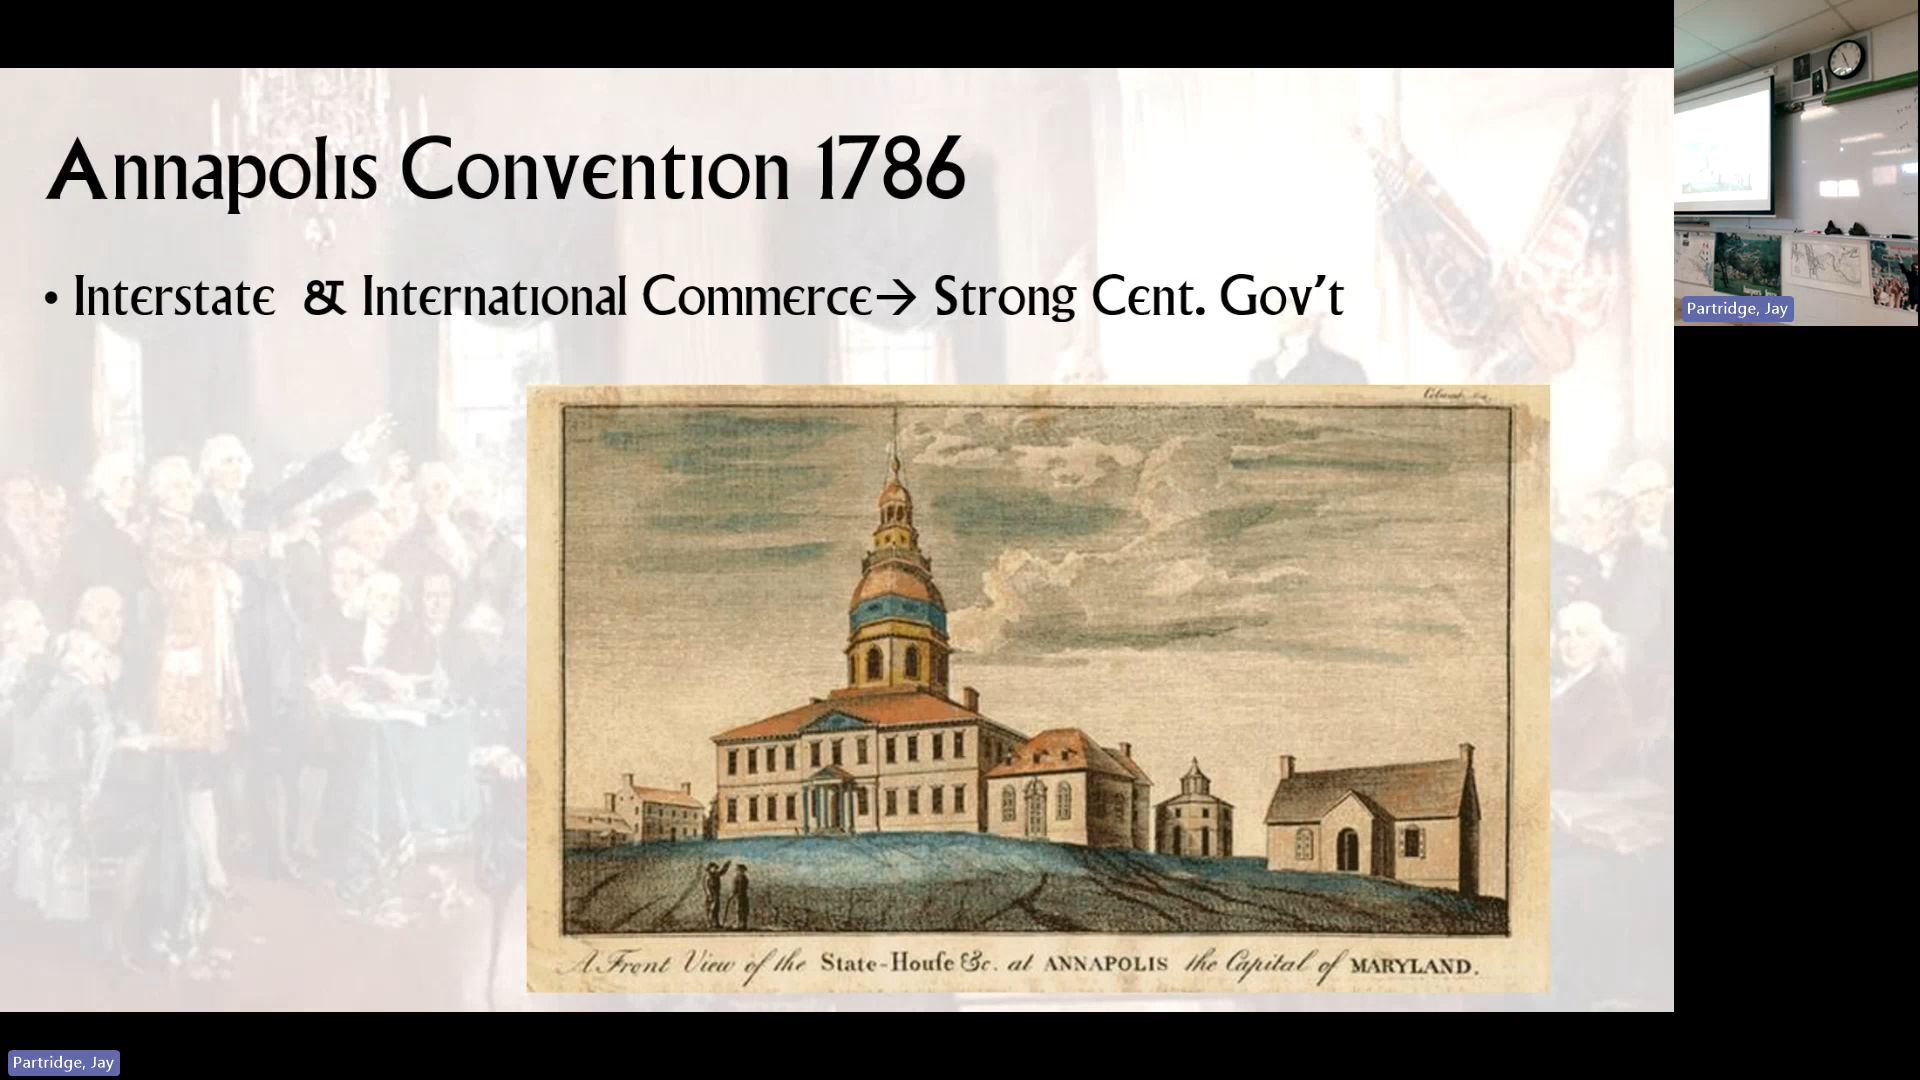 Annapolis Convention 1786
• Interstate & International Commerce→ Strong Cent. Gov't
A Front View of the State-Houſe &c. at ANNAPOLIS the Capital of MARYLAND.
Partridge, Jay
Partridge, Jay